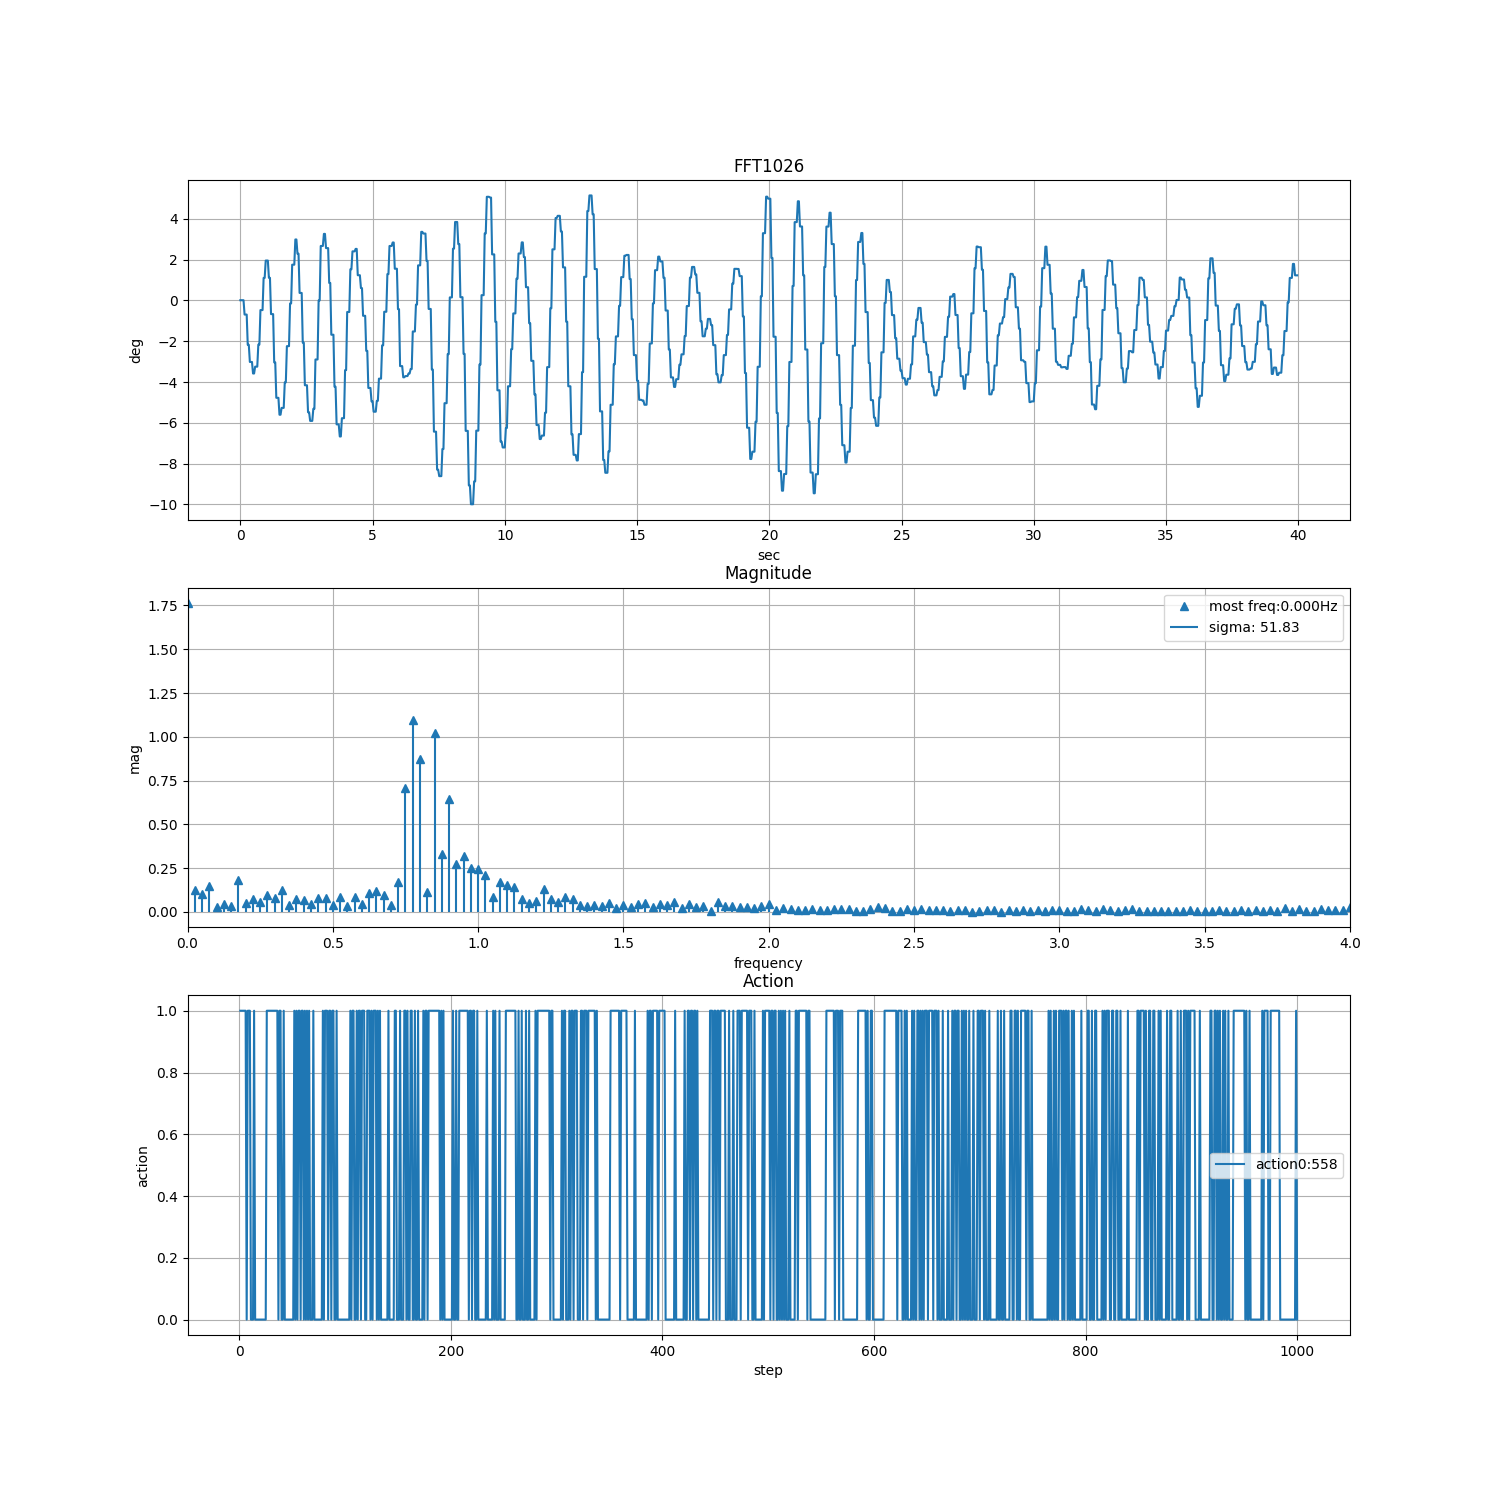 FFT1026
4
2
0
−2
−4
−6
−8
−10
deg
0 5 10 15 20 25 30 35 40
sec
Magnitude
1.75
1.50
1.25
1.00
0.75
0.50
0.25
0.00
mag
most freq:0.000Hz
sigma: 51.83
0.0 0.5 1.0 1.5 2.0 2.5 3.0 3.5 4.0
frequency
Action
1.0
0.8
0.6
0.4
0.2
0.0
action
action0:558
0 200 400 600 800 1000
step